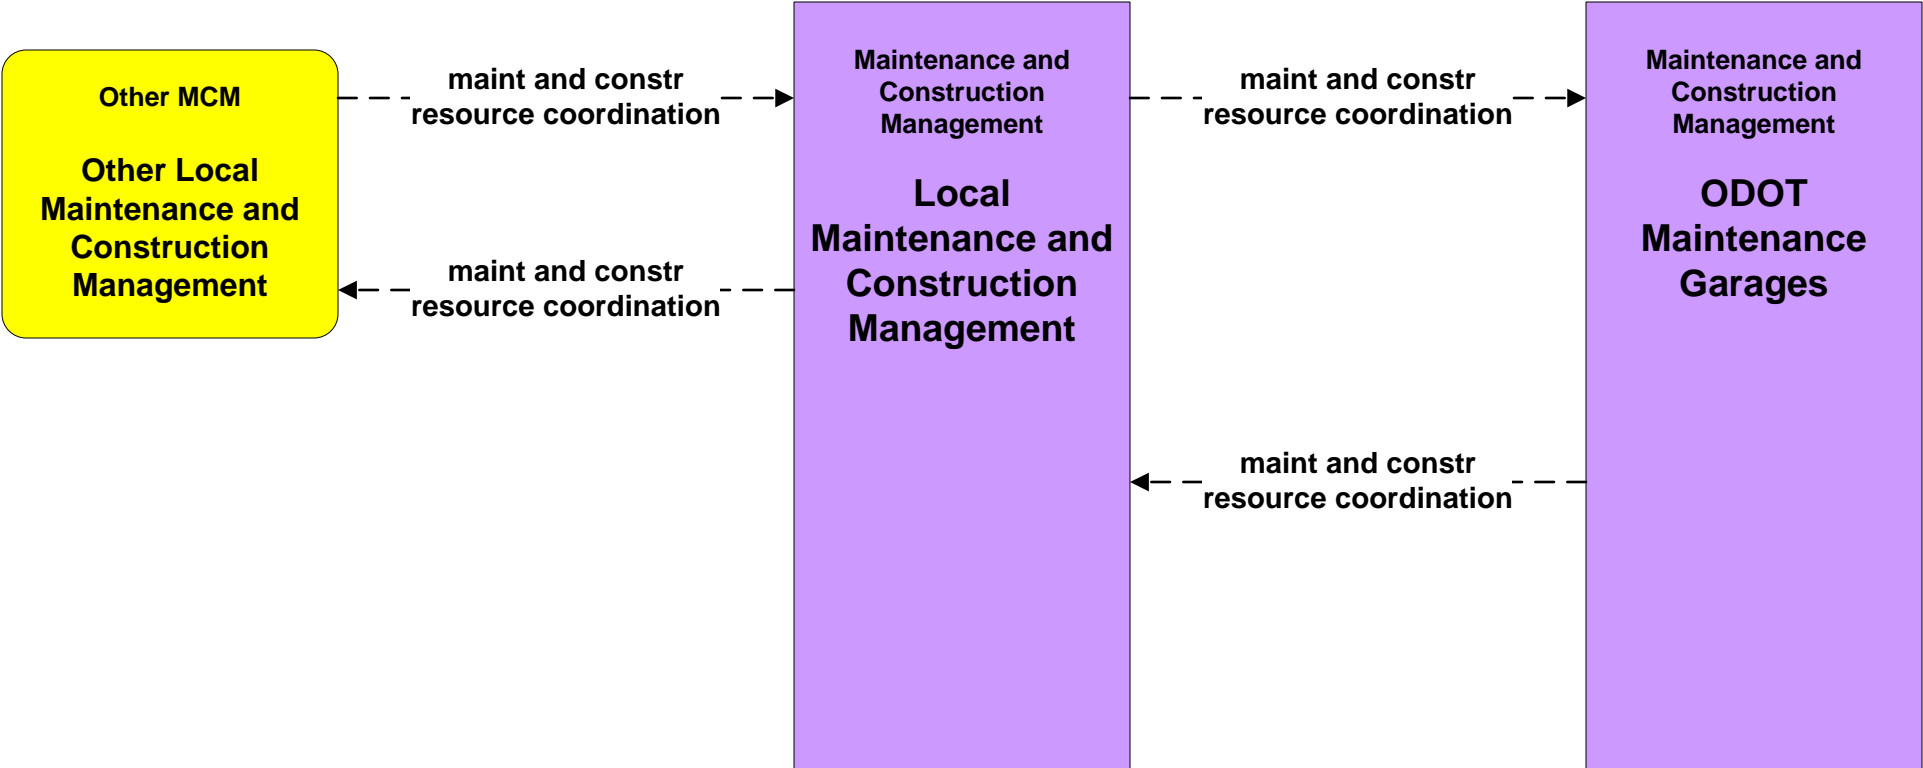 Other MCM
Other Local
Maintenance and
Construction
Management
maint and constr
resource coordination
maint and constr
resource coordination
Maintenance and
Construction
Management
Local
Maintenance and
Construction
Management
maint and constr
resource coordination
maint and constr
resource coordination
Maintenance and
Construction
Management
ODOT
Maintenance
Garages